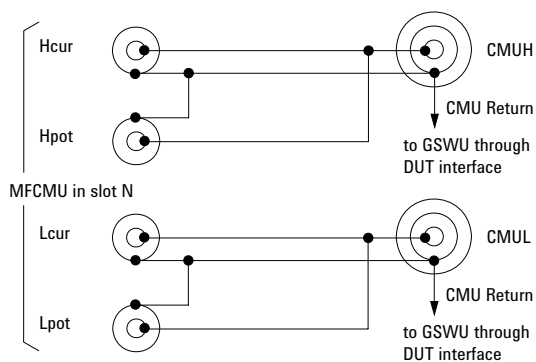 Hcur
CMUH
CMU Return
Hpot
to GSWU through
DUT interface
MFCMU in slot N
Lcur
CMUL
CMU Return
Lpot
to GSWU through
DUT interface